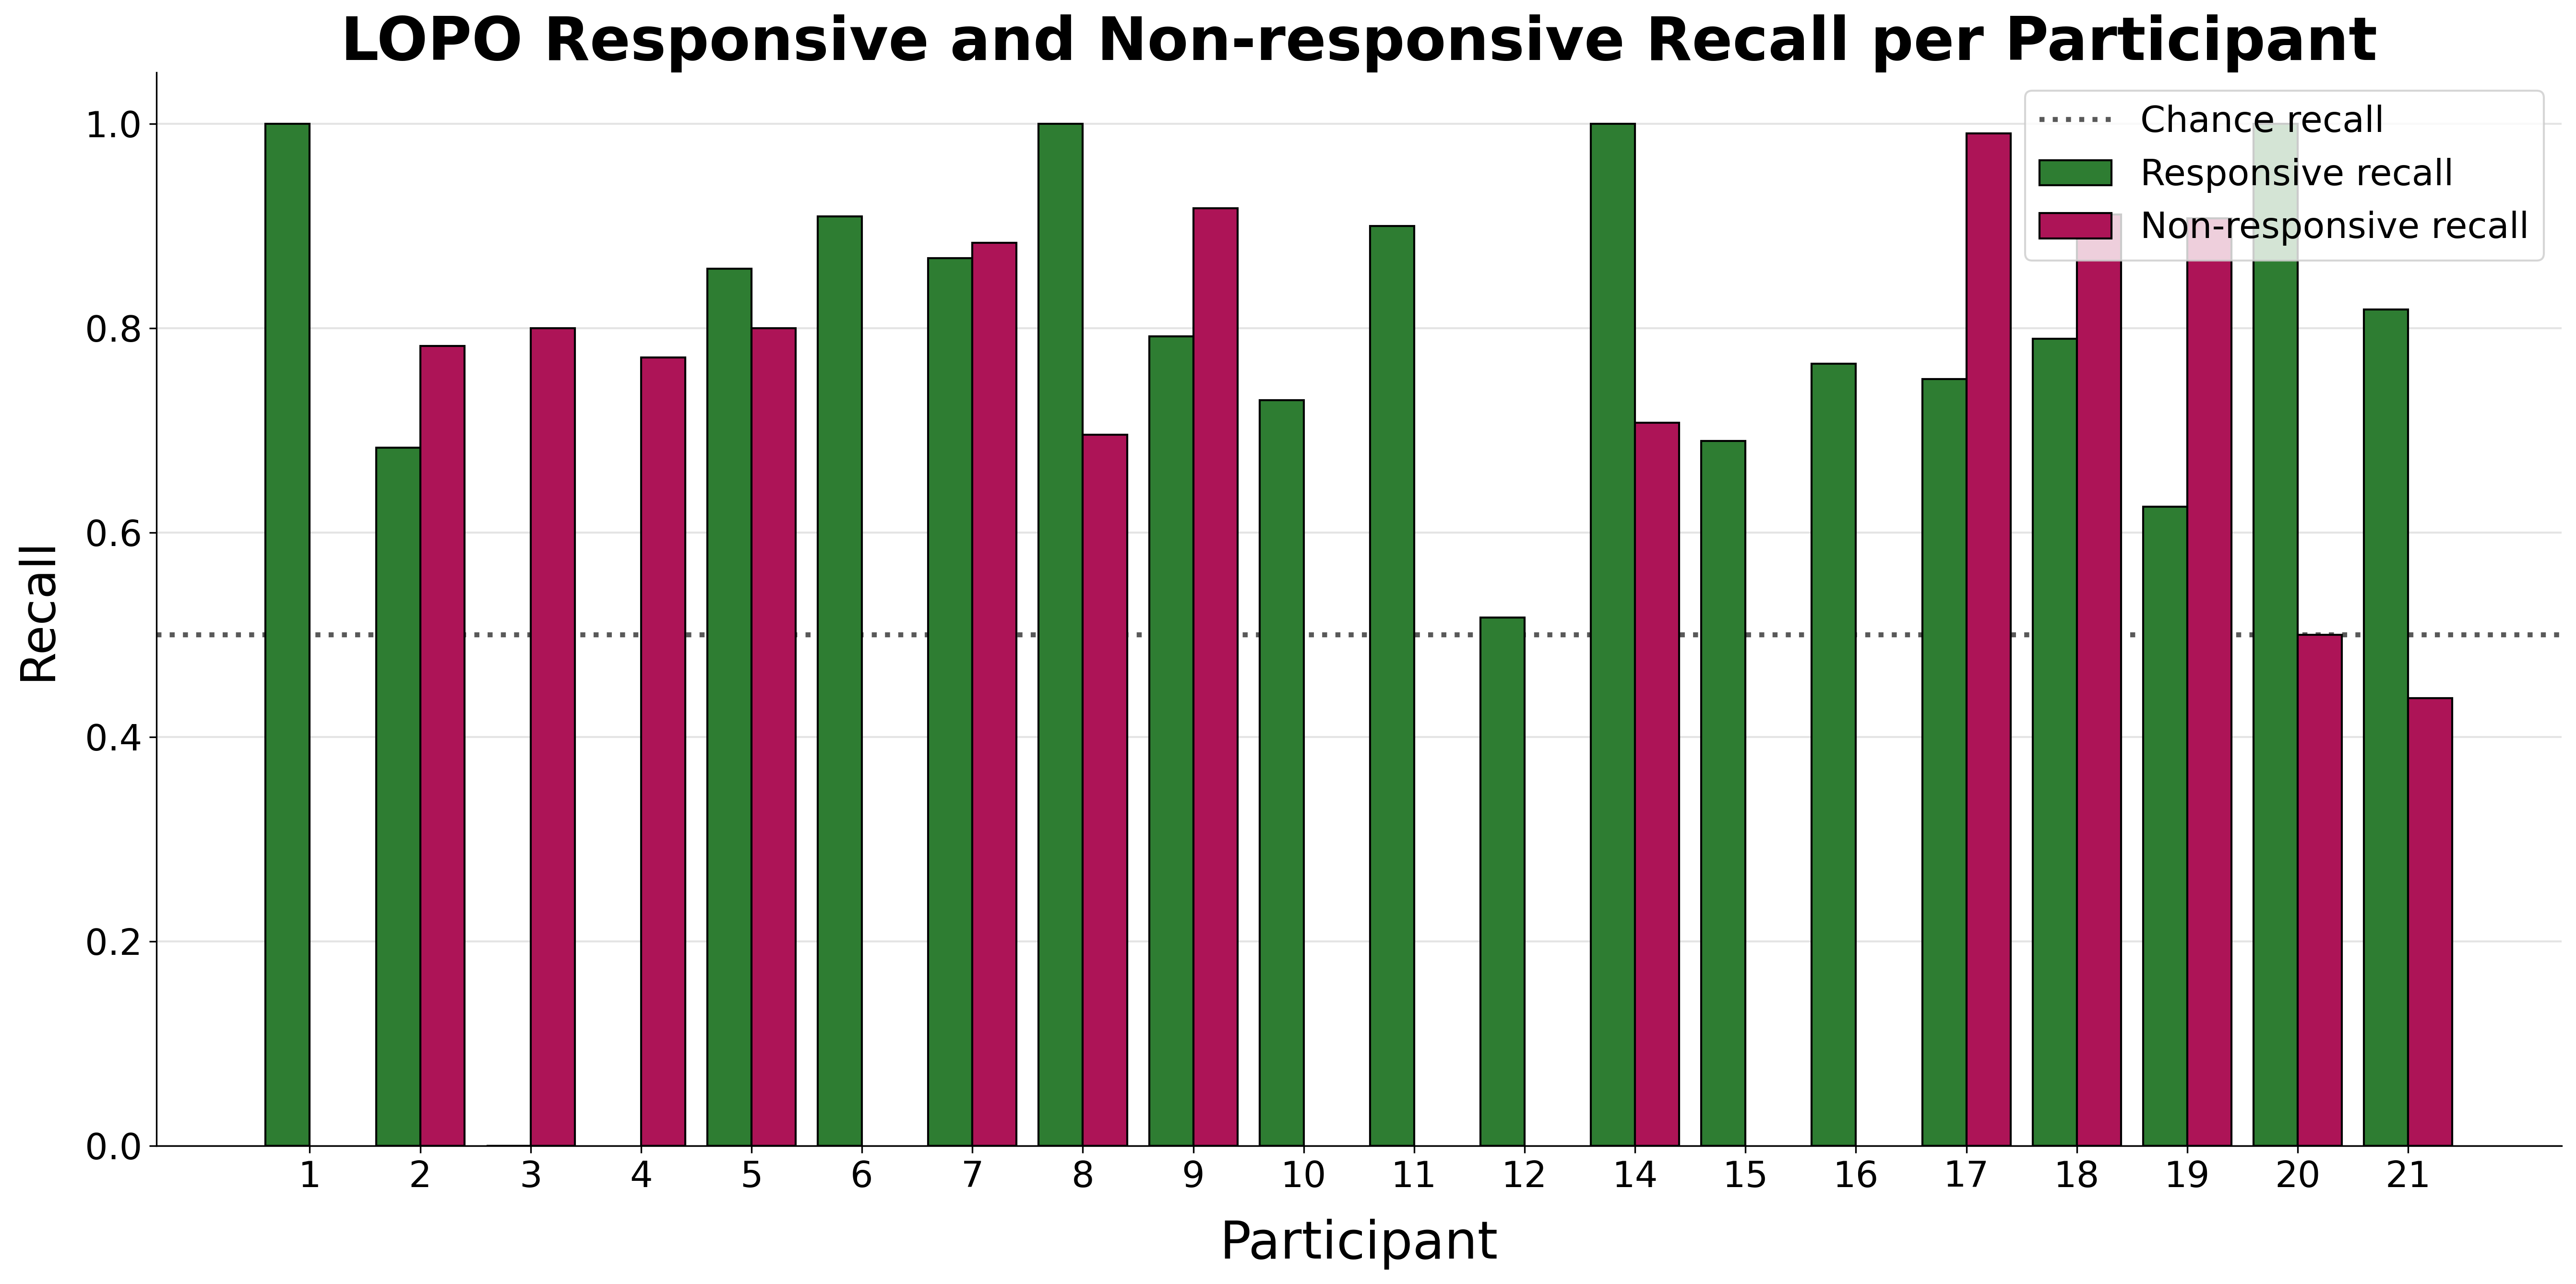 LOPO Responsive and Non-responsive Recall per Participant
Chance recall
Responsive recall
Non-responsive recall
1.0
0.8
0.6
0.4
0.2
0.0
Recall
1 2 3 4 5 6 7 8 9 10 11 12 14 15 16 17 18 19 20 21
Participant